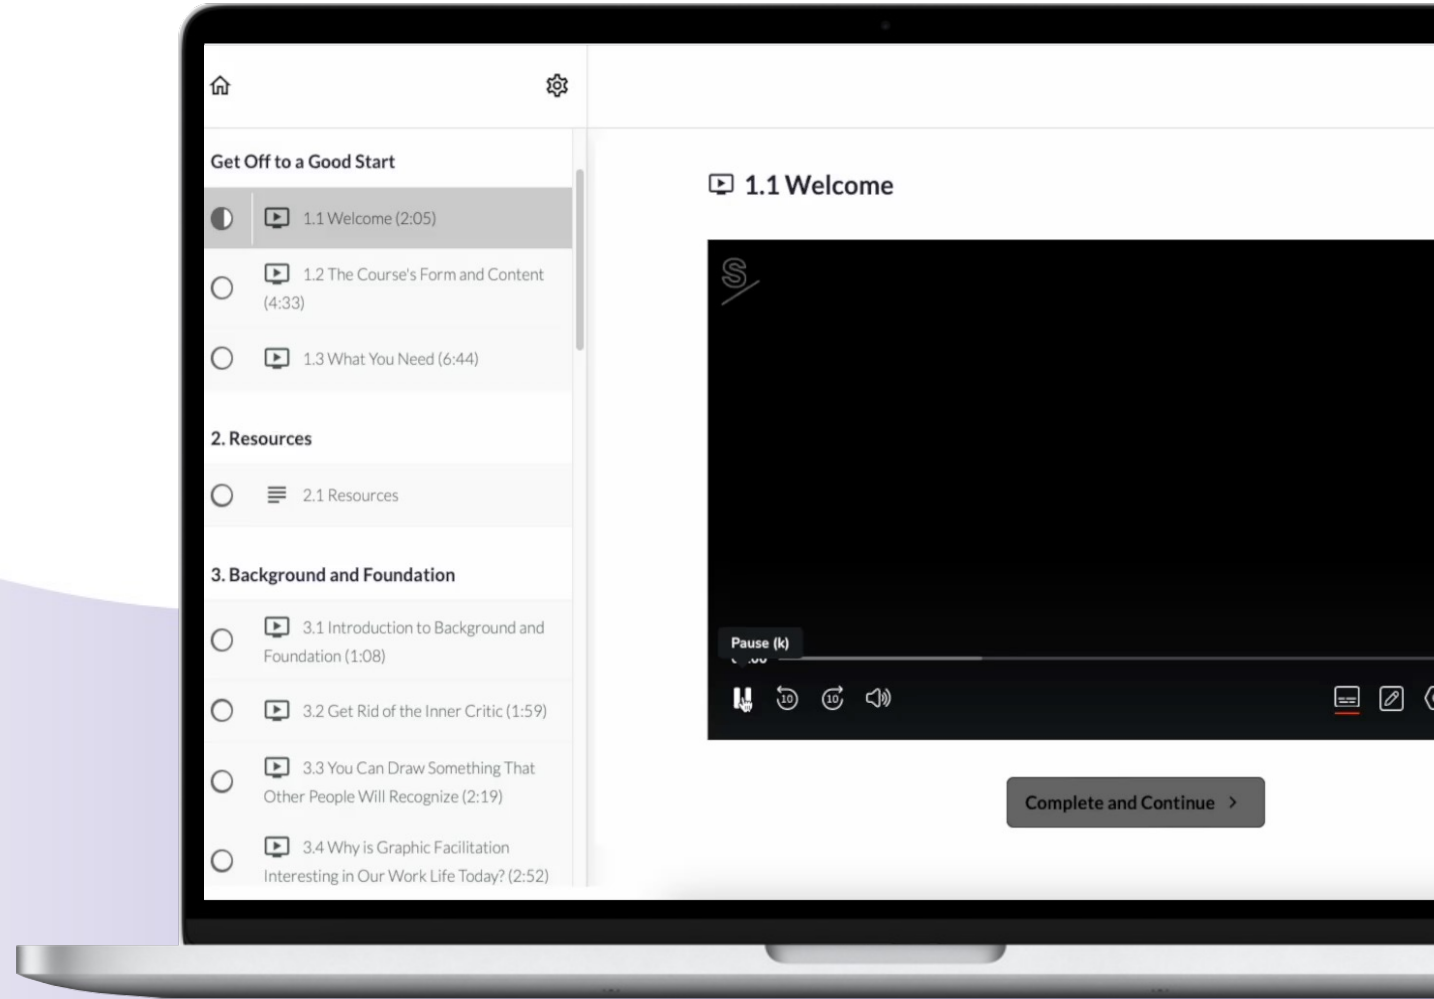 Get Off to a Good Start
1.1 Welcome (2:05)
1.2 The Course's Form and Content
(4:33)
1.3 What You Need (6:44)
2. Resources
2.1 Resources
3. Background and Foundation
3.1 Introduction to Background and
Foundation (1:08)
3.2 Get Rid of the Inner Critic (1:59)
3.3 You Can Draw Something That
Other People Will Recognize (2:19)
3.4 Why is Graphic Facilitation
Interesting in Our Work Life Today? (2:52)
1.1 Welcome
S
Pause (k)
10 10
Complete and Continue